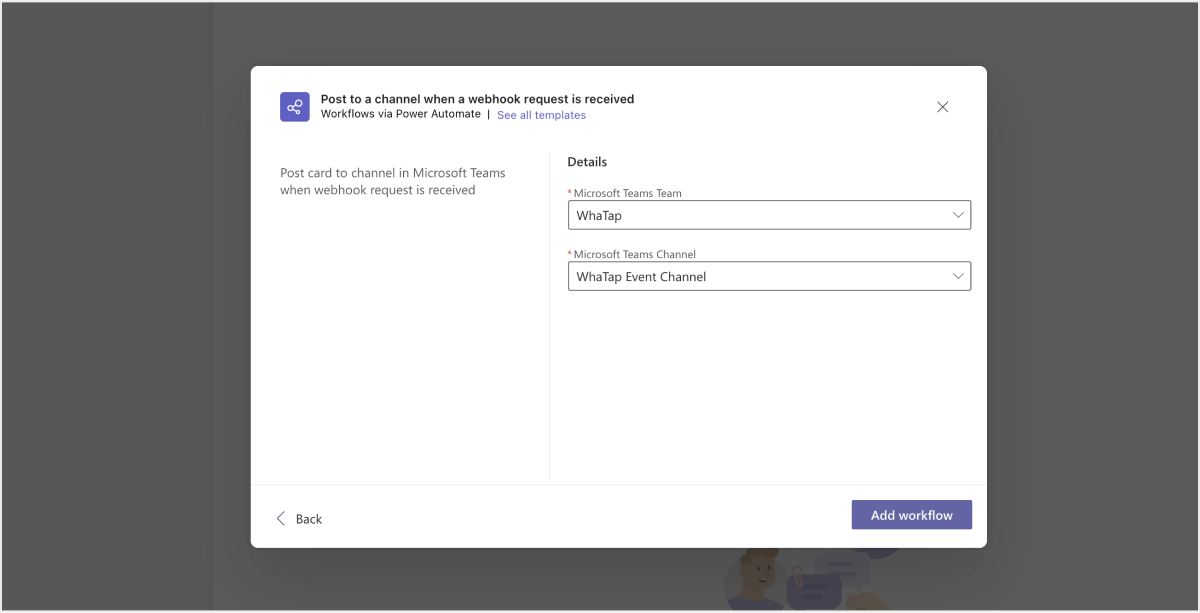 Post to a channel when a webhook request is received
Workflows via Power Automate | See all templates
Post card to channel in Microsoft Teams
when webhook request is received
Details
* Microsoft Teams Team
WhaTap
* Microsoft Teams Channel
WhaTap Event Channel
Back
Add workflow